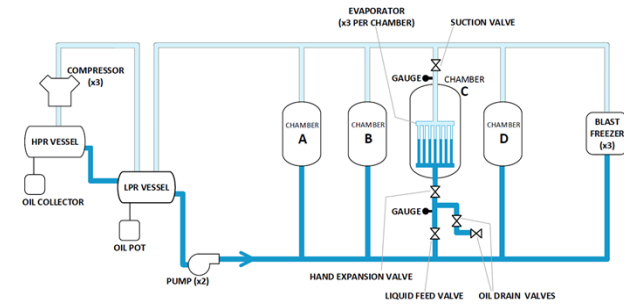 EVAPORATOR
(x3 PER CHAMBER)
SUCTION VALVE
COMPRESSOR
(x3)
GAUGE
CHAMBER
C
HPR VESSEL
CHAMBER
A
CHAMBER
B
CHAMBER
D
BLAST
FREEZER
(x3)
LPR VESSEL
OIL COLLECTOR
GAUGE
OIL POT
PUMP (x2)
HAND EXPANSION VALVE
LIQUID FEED VALVE
OIL DRAIN VALVES